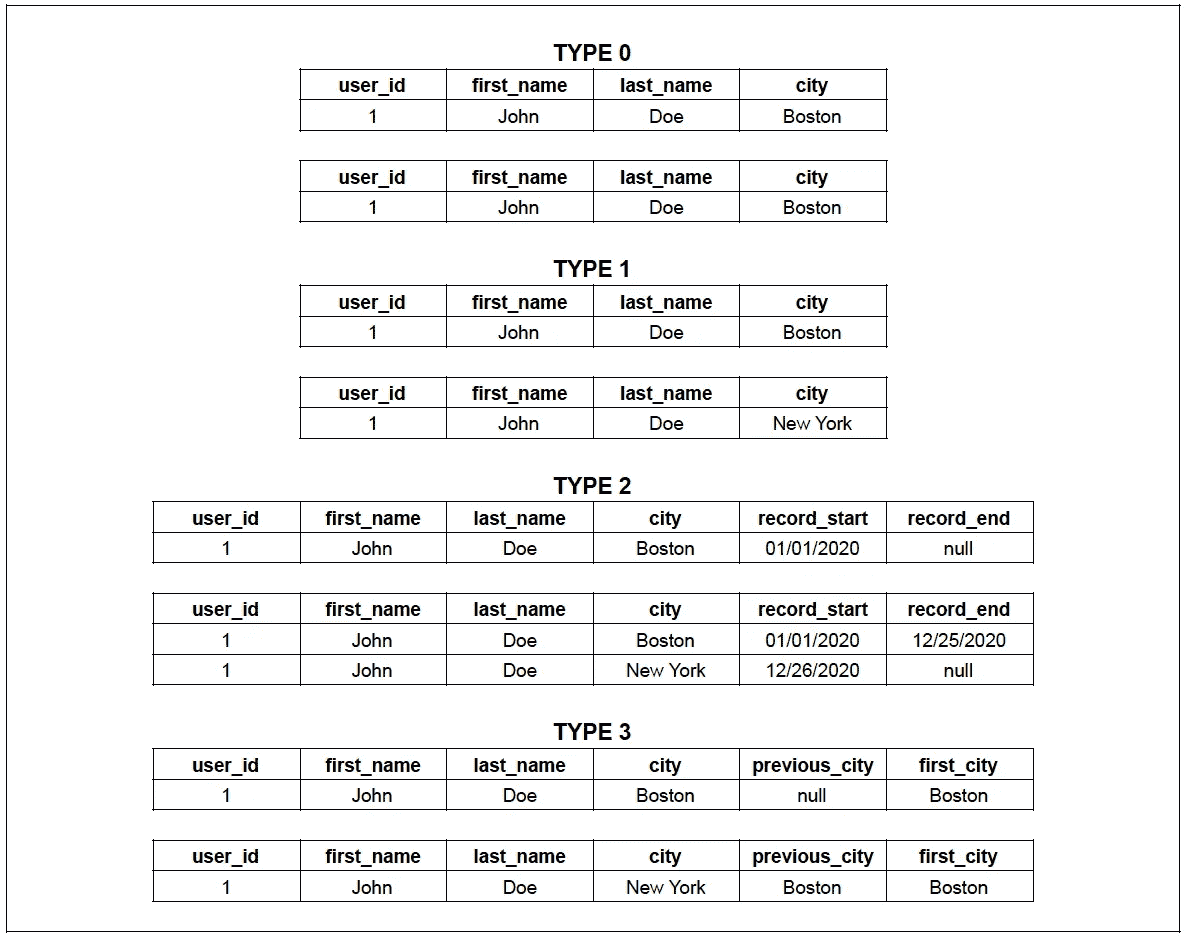 TYPE 0
user_id first_name last_name city
1 John Doe Boston
user_id first_name last_name city
1 John Doe Boston
TYPE 1
user_id first_name last_name city
1 John Doe Boston
user_id first_name last_name city
1 John Doe New York
TYPE 2
user_id first_name last_name city record_start record_end
1 John Doe Boston 01/01/2020 null
user_id first_name last_name city record_start record_end
1 John Doe Boston 01/01/2020 12/25/2020
1 John Doe New York 12/26/2020 null
TYPE 3
user_id first_name last_name city previous_city first_city
1 John Doe Boston null Boston
user_id first_name last_name city previous_city first_city
1 John Doe New York Boston Boston